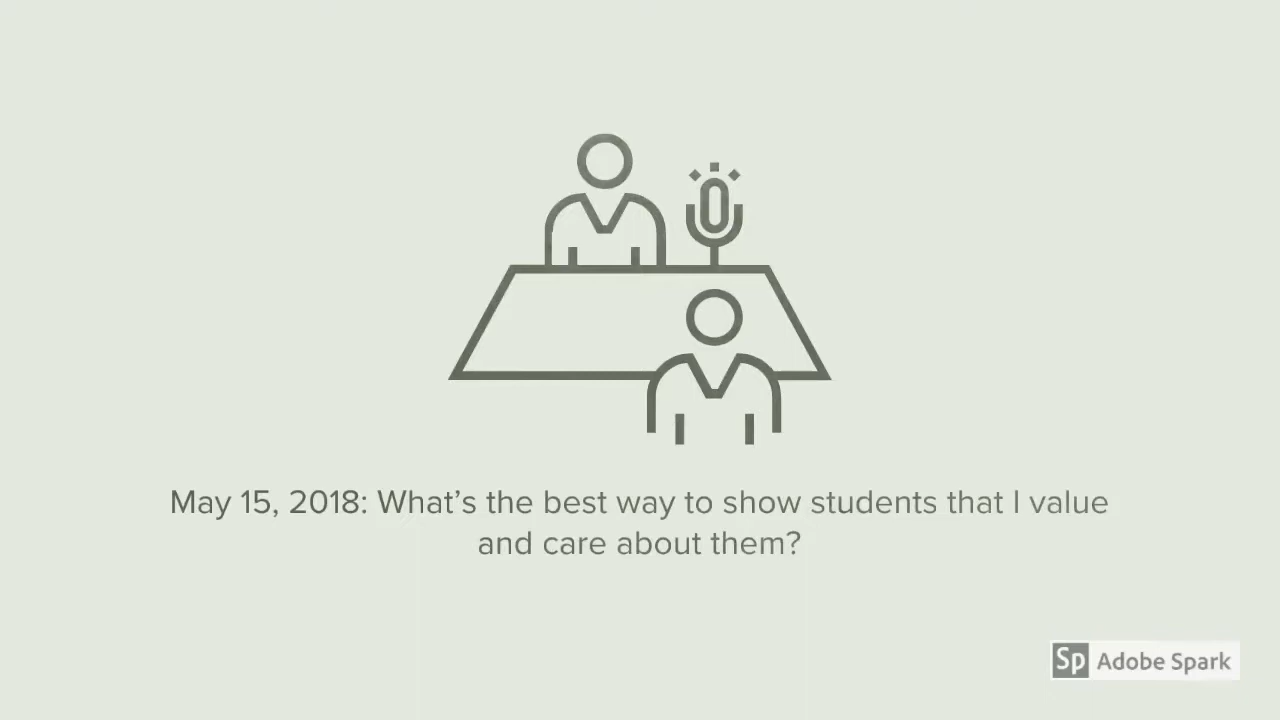 May 15, 2018: What’s the best way to show students that I value
and care about them?
Sp Adobe Spark